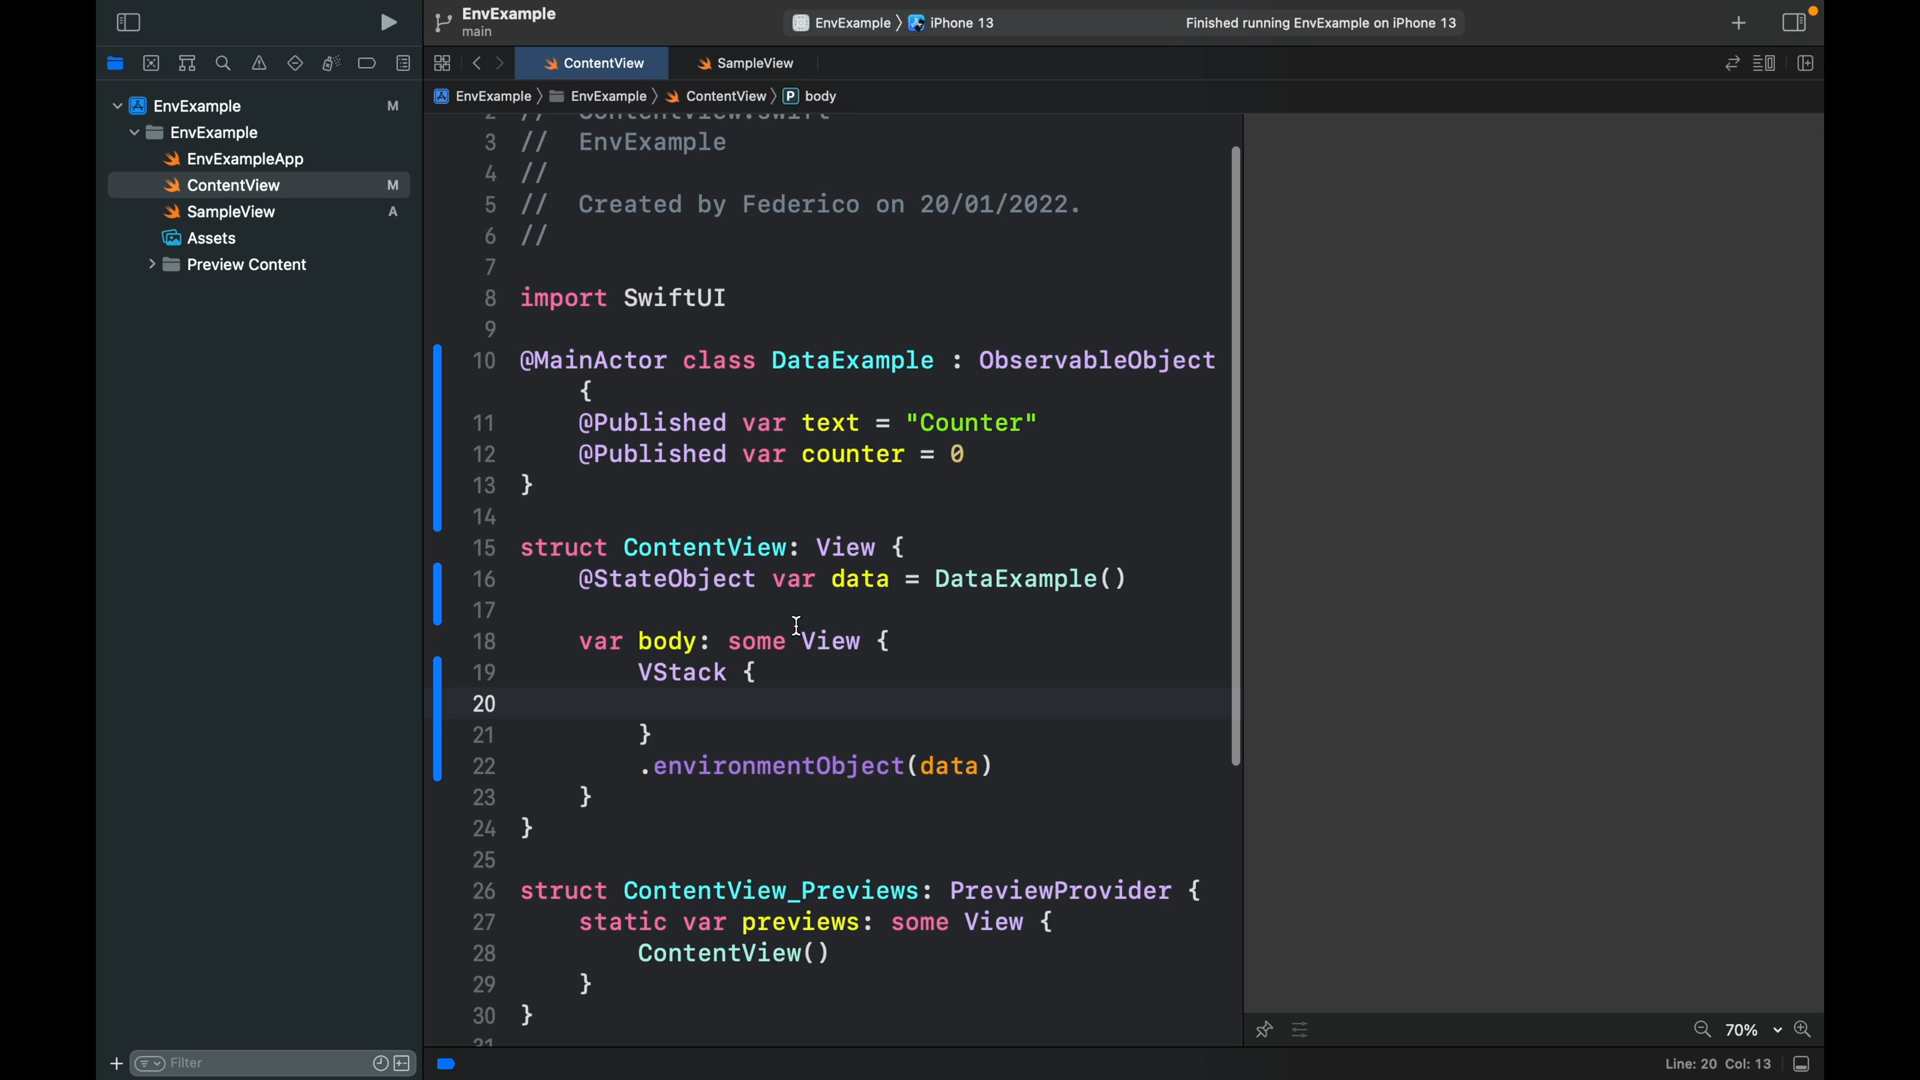 EnvExample
main
EnvExample
iPhone 13
Finished running EnvExample on iPhone 13
ContentView
SampleView
EnvExample
EnvExample
ContentView
P
body
EnvExample M
EnvExample
EnvExampleApp
ContentView M
SampleView A
Assets
Preview Content
2 // ContentView.swift
3 // EnvExample
4 //
5 // Created by Federico on 20/01/2022.
6 //
7
8 import SwiftUI
9
10 @MainActor class DataExample : ObservableObject
{
11 @Published var text = "Counter"
12 @Published var counter = 0
13 }
14
15 struct ContentView: View {
16 @StateObject var data = DataExample()
17
18 var body: some View {
19 VStack {
20
21 }
22 .environmentObject(data)
23 }
24 }
25
26 struct ContentView_Previews: PreviewProvider {
27 static var previews: some View {
28 ContentView()
29 }
30 }
31
70%
Filter
Line: 20 Col: 13